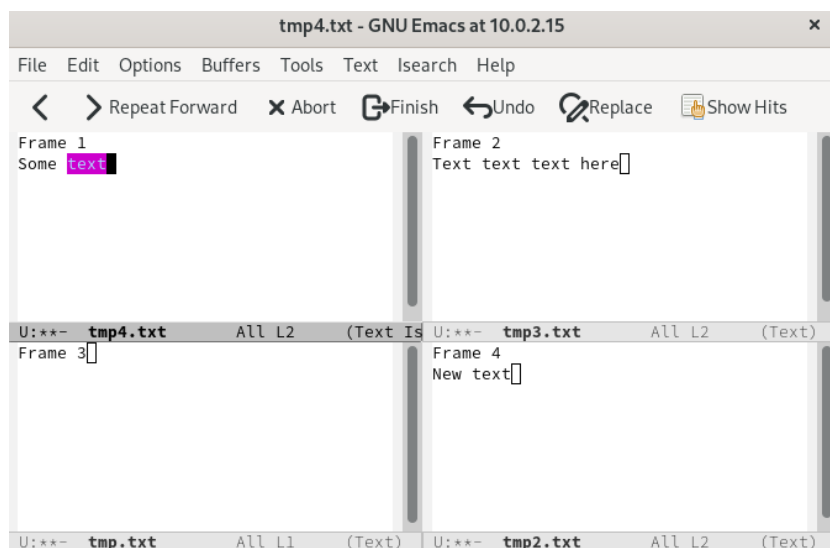 tmp4.txt - GNU Emacs at 10.0.2.15 ×
File Edit Options Buffers Tools Text Isearch Help
Repeat Forward Abort Finish Undo Replace Show Hits
Frame 1
Some text
U:**- tmp4.txt All L2 (Text Is
Frame 2
Text text text here
U:**- tmp3.txt All L2 (Text)
Frame 3
U:**- tmp.txt All L1 (Text)
Frame 4
New text
U:**- tmp2.txt All L2 (Text)